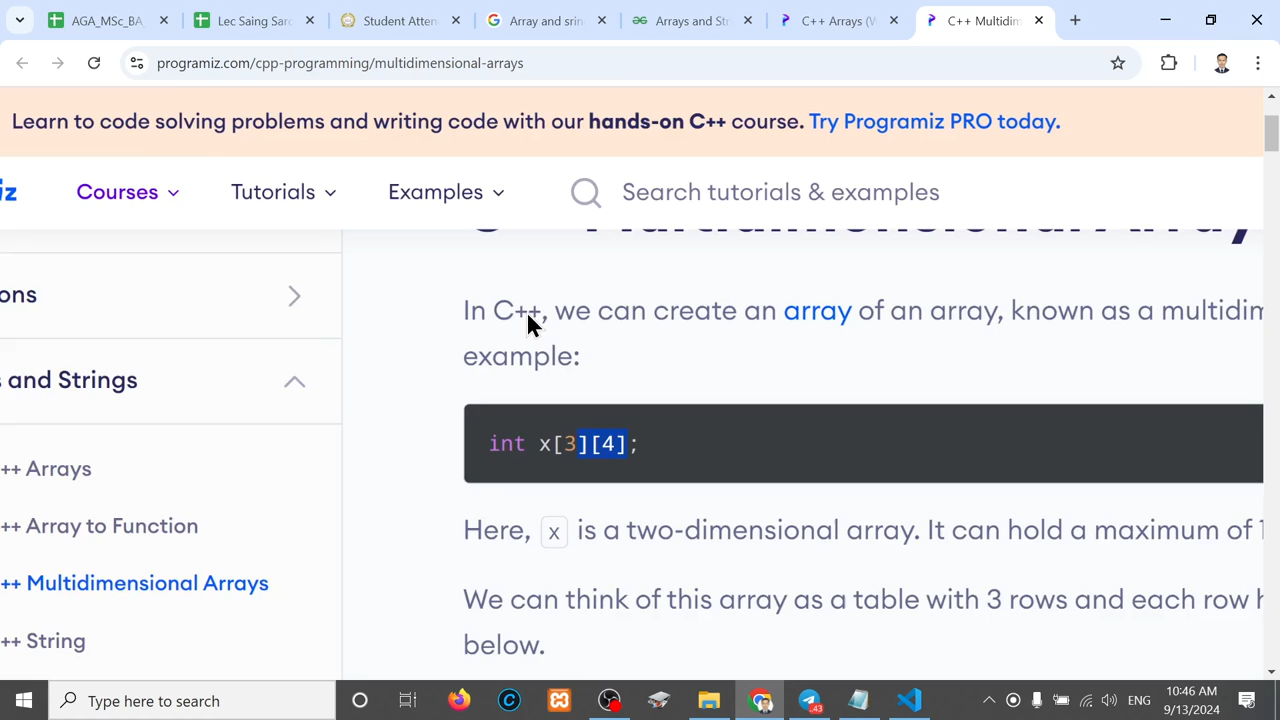 AGA_MSc_BA_
Lec Saing Sar
Student Atten
Array and srin
Arrays and St
C++ Arrays (W
C++ Multidim
programiz.com/cpp-programming/multidimensional-arrays
Learn to code solving problems and writing code with our hands-on C++ course. Try Programiz PRO today.
iz
Courses
Tutorials
Examples
Search tutorials & examples
ons
s and Strings
++ Arrays
++ Array to Function
++ Multidimensional Arrays
++ String
In C++, we can create an array of an array, known as a multidim
example:
int x[3][4];
Here, x is a two-dimensional array. It can hold a maximum of 1
We can think of this array as a table with 3 rows and each row h
below.
Type here to search
43
ENG
10:46 AM
9/13/2024